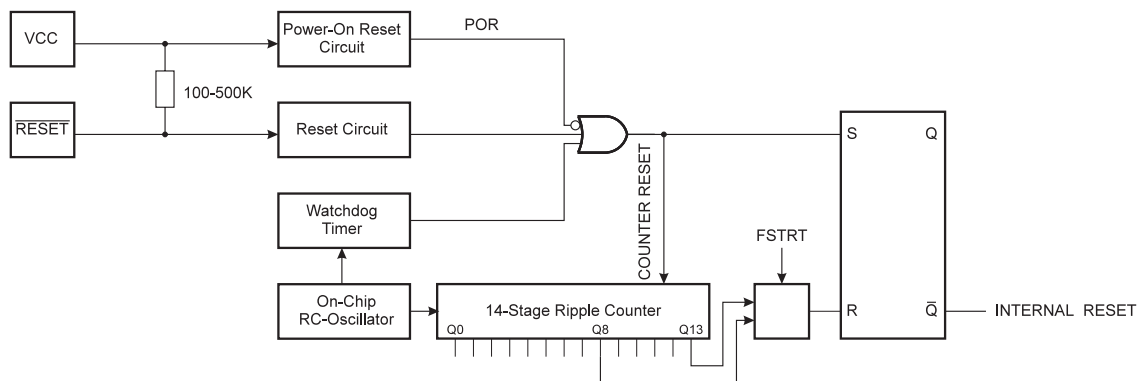 VCC
Power-On Reset
Circuit
POR
100-500K
RESET
Reset Circuit
S
Q
Watchdog
Timer
COUNTER RESET
FSTRT
On-Chip
RC-Oscillator
14-Stage Ripple Counter
Q0
Q8
Q13
R
Q̄
INTERNAL RESET